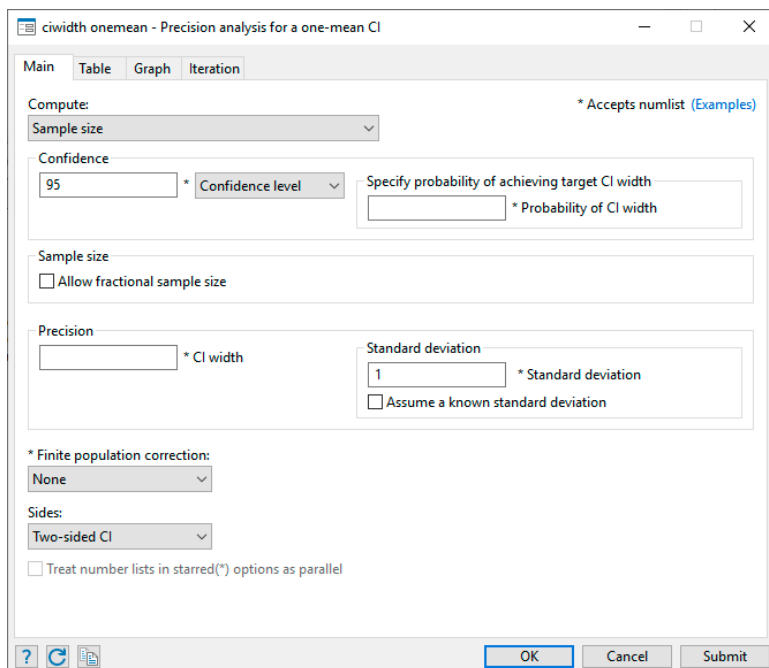 ciwidth onemean - Precision analysis for a one-mean CI
Main Table Graph Iteration
Compute:
* Accepts numlist (Examples)
Sample size
Confidence
95 * Confidence level
Specify probability of achieving target CI width
* Probability of CI width
Sample size
Allow fractional sample size
Precision
* CI width
Standard deviation
1 * Standard deviation
Assume a known standard deviation
* Finite population correction:
None
Sides:
Two-sided CI
Treat number lists in starred(*) options as parallel
? OK Cancel Submit